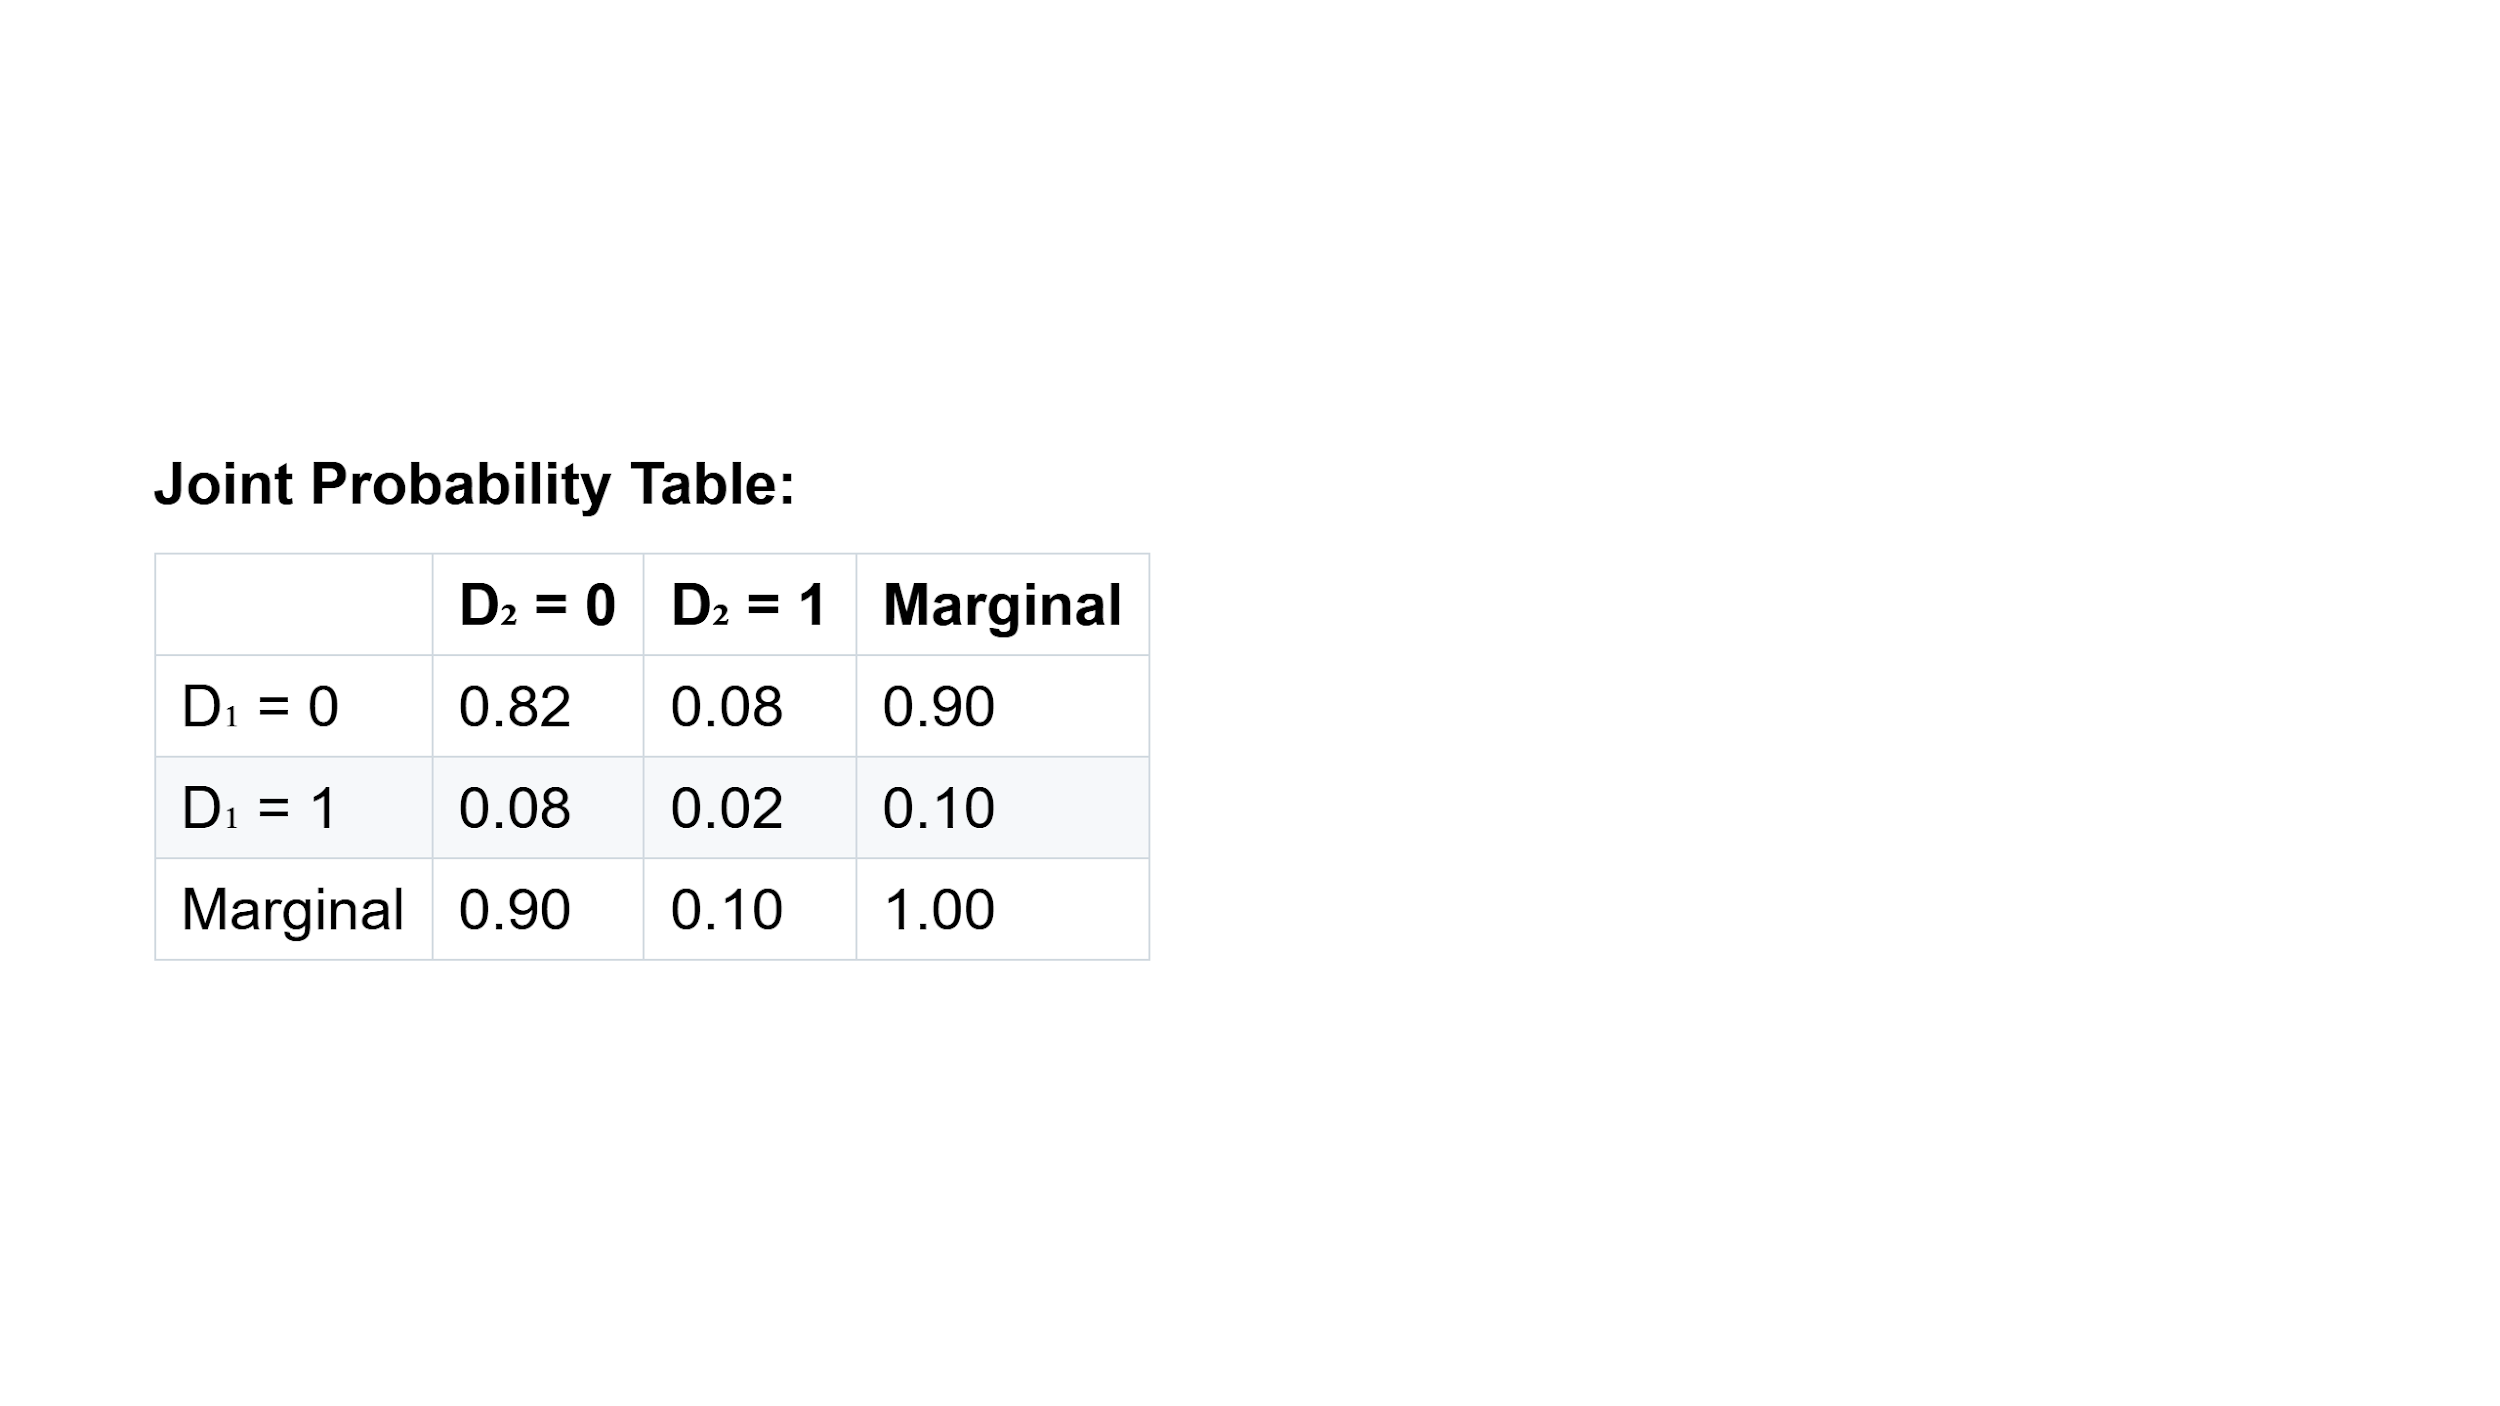 Joint Probability Table:
D₂ = 0 D₂ = 1 Marginal
D₁ = 0 0.82 0.08 0.90
D₁ = 1 0.08 0.02 0.10
Marginal 0.90 0.10 1.00